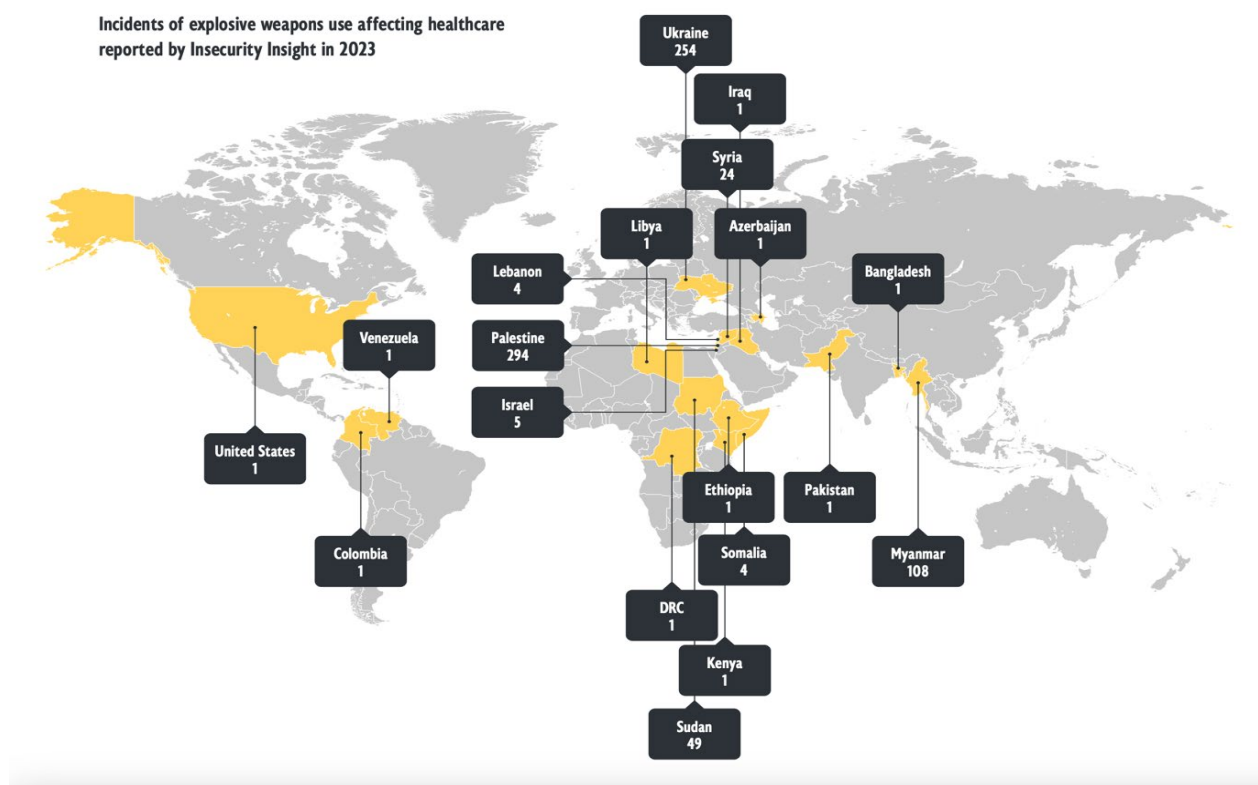 Incidents of explosive weapons use affecting healthcare
reported by Insecurity Insight in 2023
Ukraine
254
Iraq
1
Syria
24
Libya
1
Azerbaijan
1
Lebanon
4
Bangladesh
1
Palestine
294
Venezuela
1
Israel
5
United States
1
Ethiopia
1
Pakistan
1
Colombia
1
Somalia
4
Myanmar
108
DRC
1
Kenya
1
Sudan
49